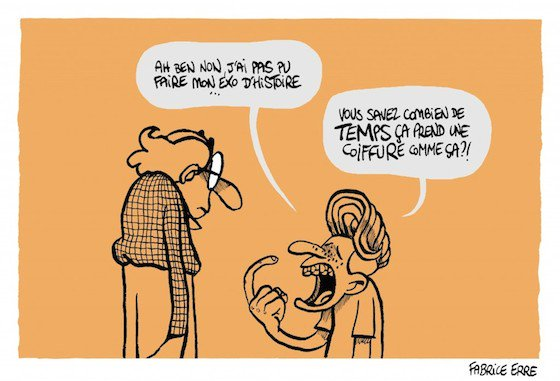 AH BEN NON, J'AI PAS PU
FAIRE MON EXO D'HISTOIRE
...
VOUS SAVEZ COMBIEN DE
TEMPS ÇA PREND UNE
COIFFURE COMME ÇA?!
FABRICE ERRE